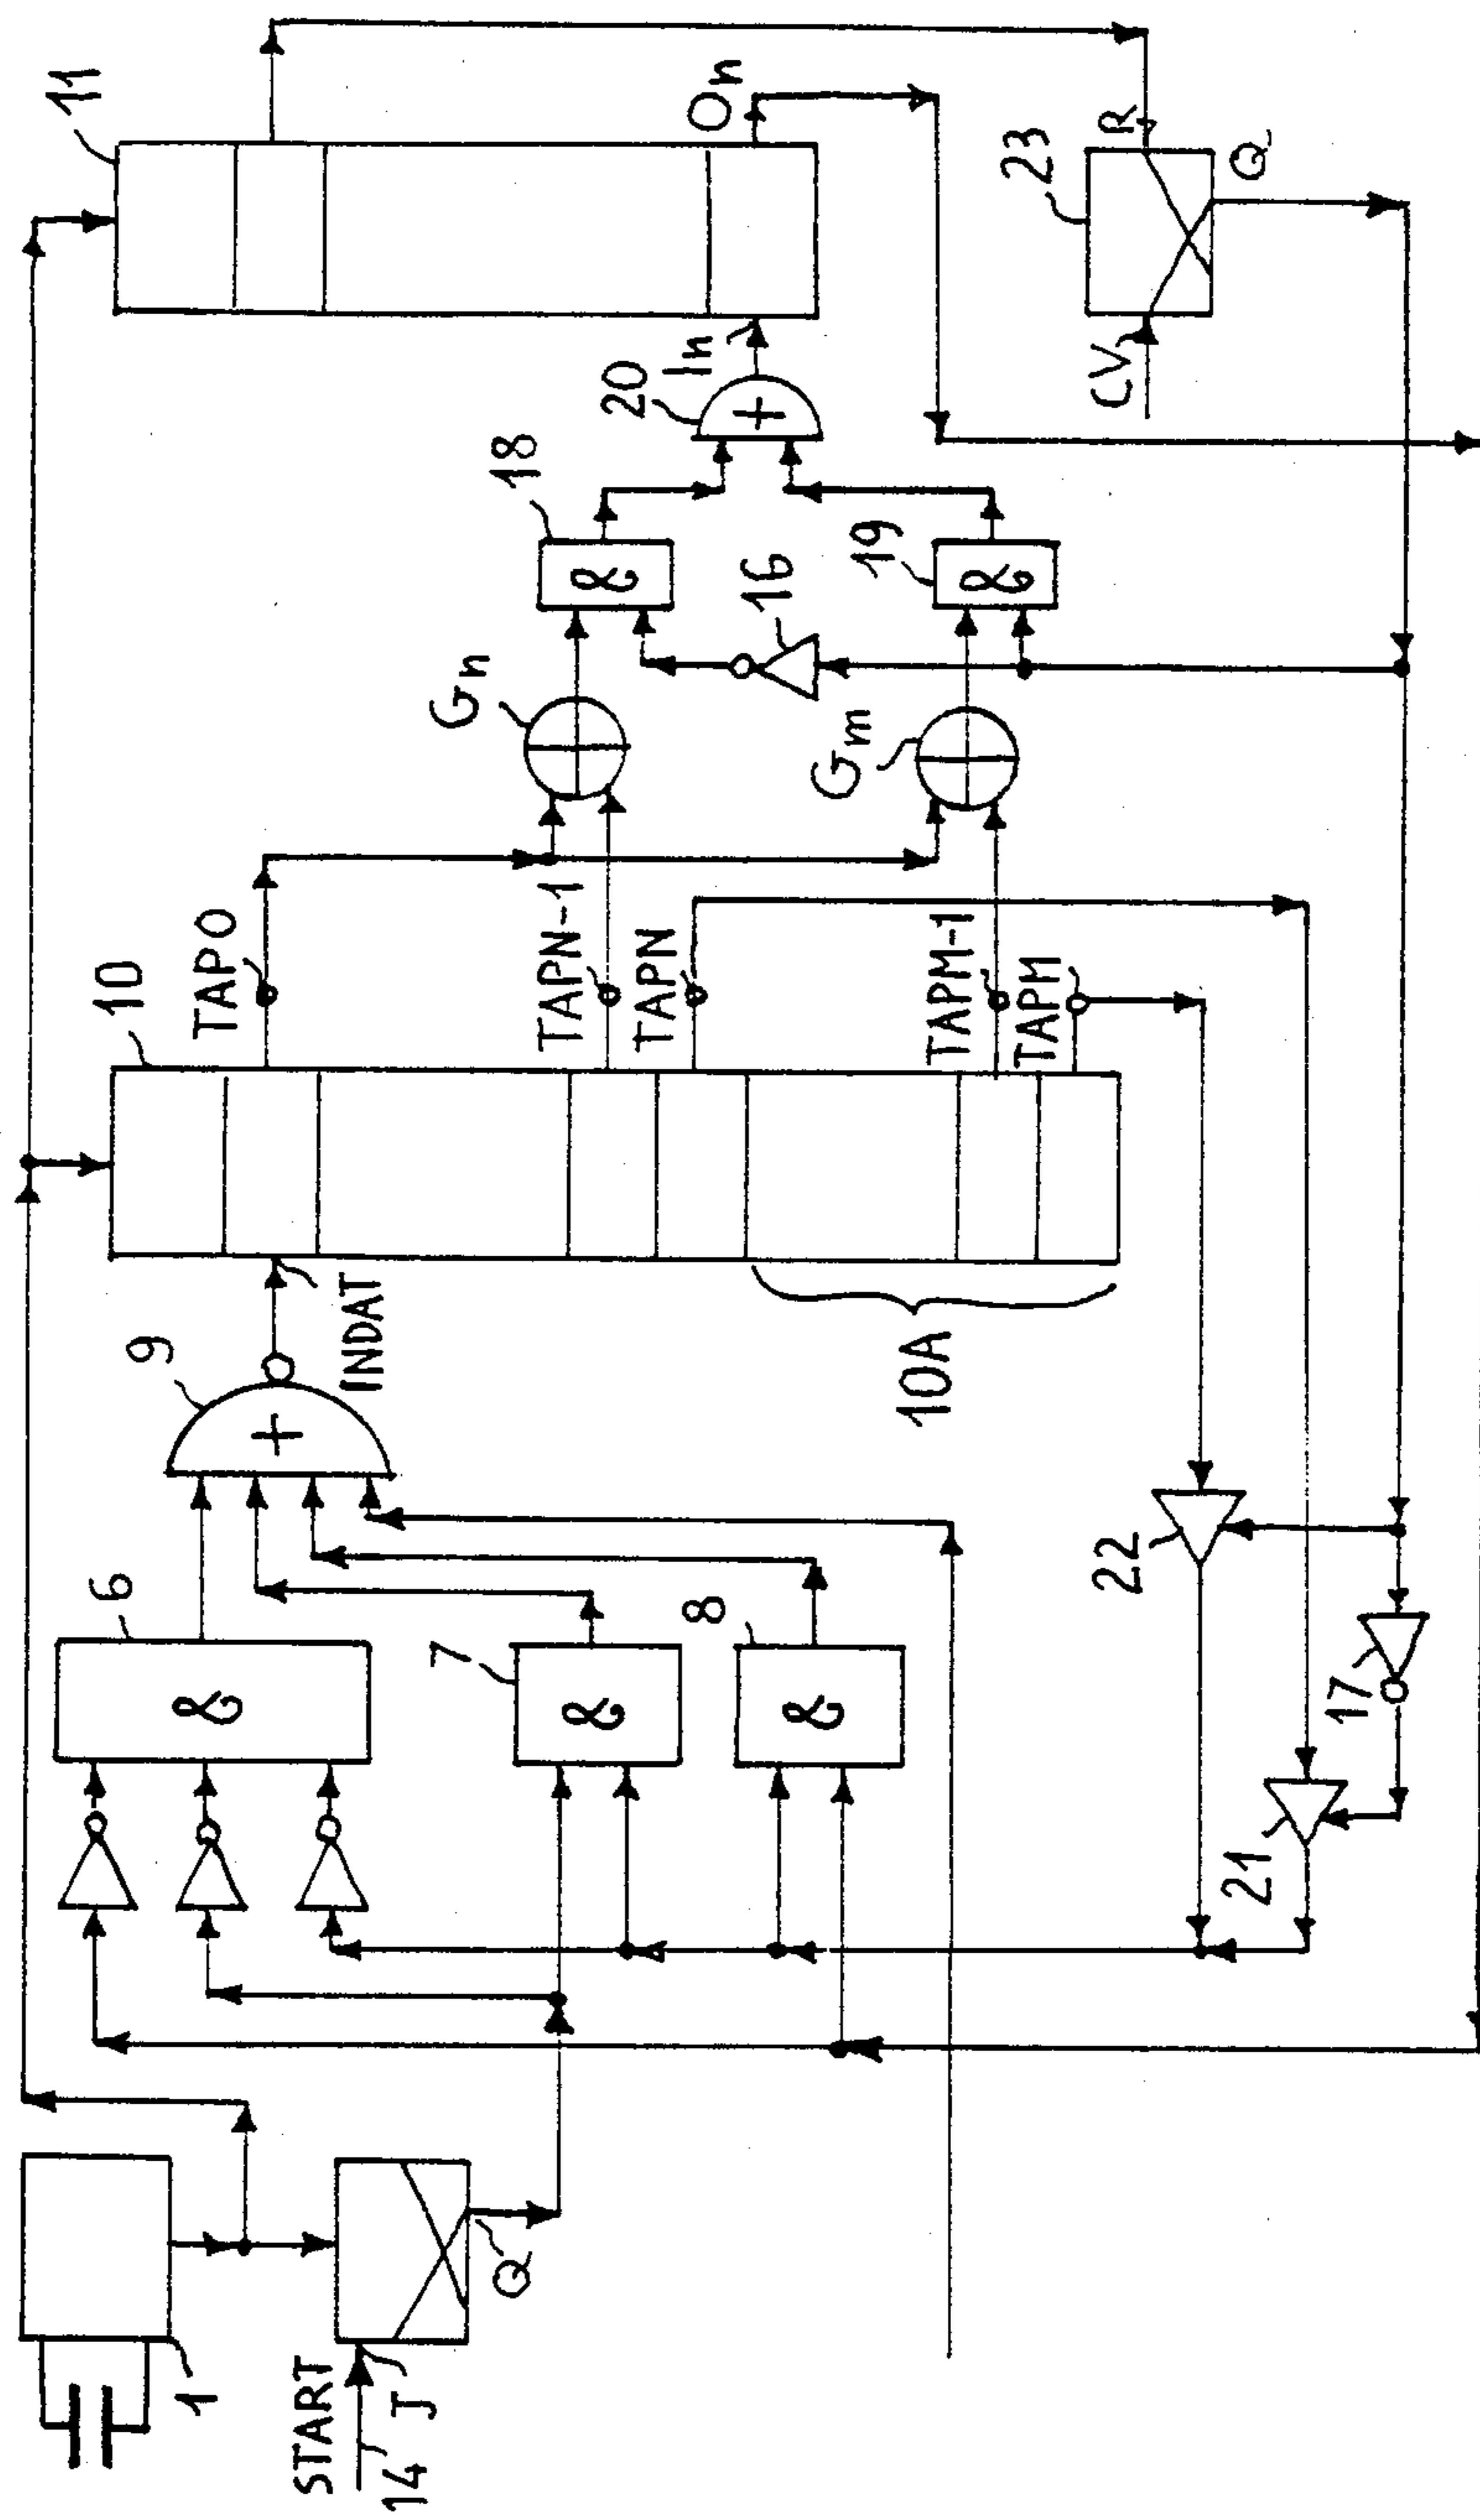 1
START
14
J
Q
6
&
7
&
8
&
9
+
INDAT
10
10A
TAPO
TAPN-1
TAPN
TAPM-1
TAPM
Gn
Gm
16
18
&
19
&
20
+
In
11
On
23
R
CV
Q
22
17
21